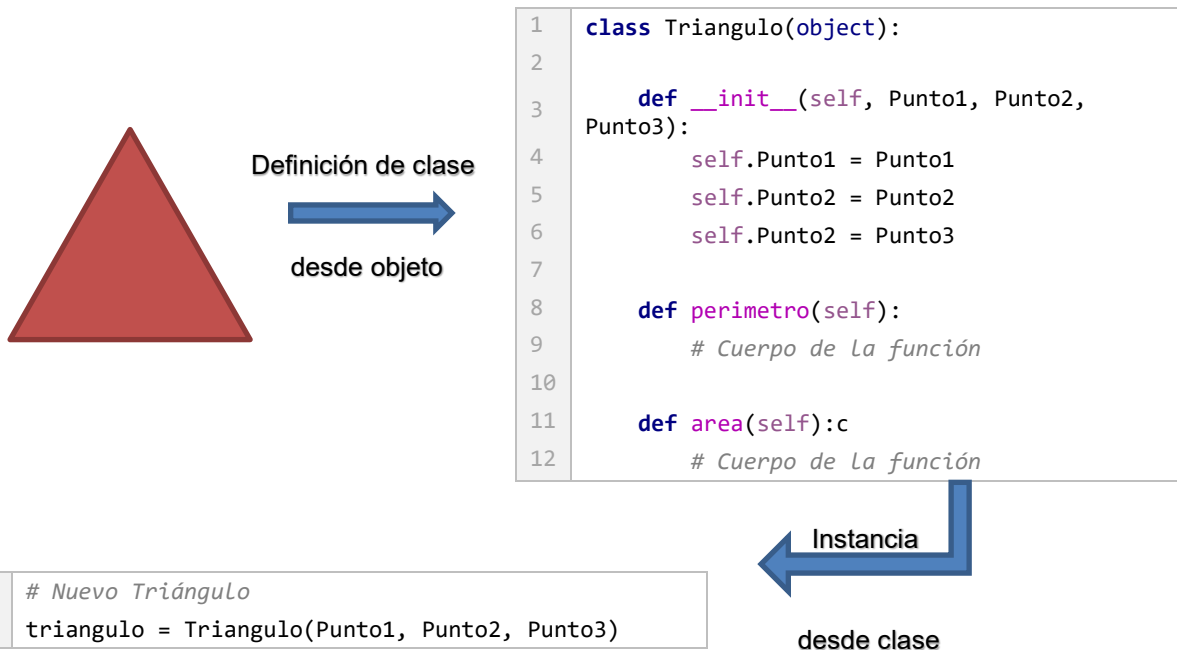 Definición de clase
desde objeto
1 class Triangulo(object):
2
3 def __init__(self, Punto1, Punto2,
Punto3):
4 self.Punto1 = Punto1
5 self.Punto2 = Punto2
6 self.Punto2 = Punto3
7
8 def perimetro(self):
9 # Cuerpo de la función
10
11 def area(self):c
12 # Cuerpo de la función
Instancia
desde clase
# Nuevo Triángulo
triangulo = Triangulo(Punto1, Punto2, Punto3)